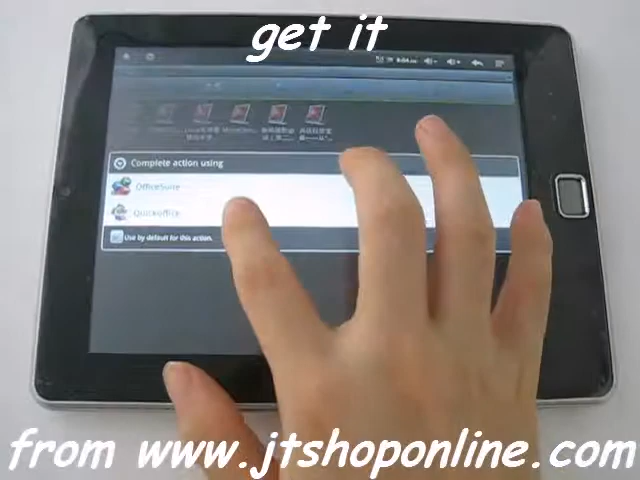 get it
Complete action using
OfficeSuite
Quickoffice
Use by default for this action.
from www.jtshoponline.com